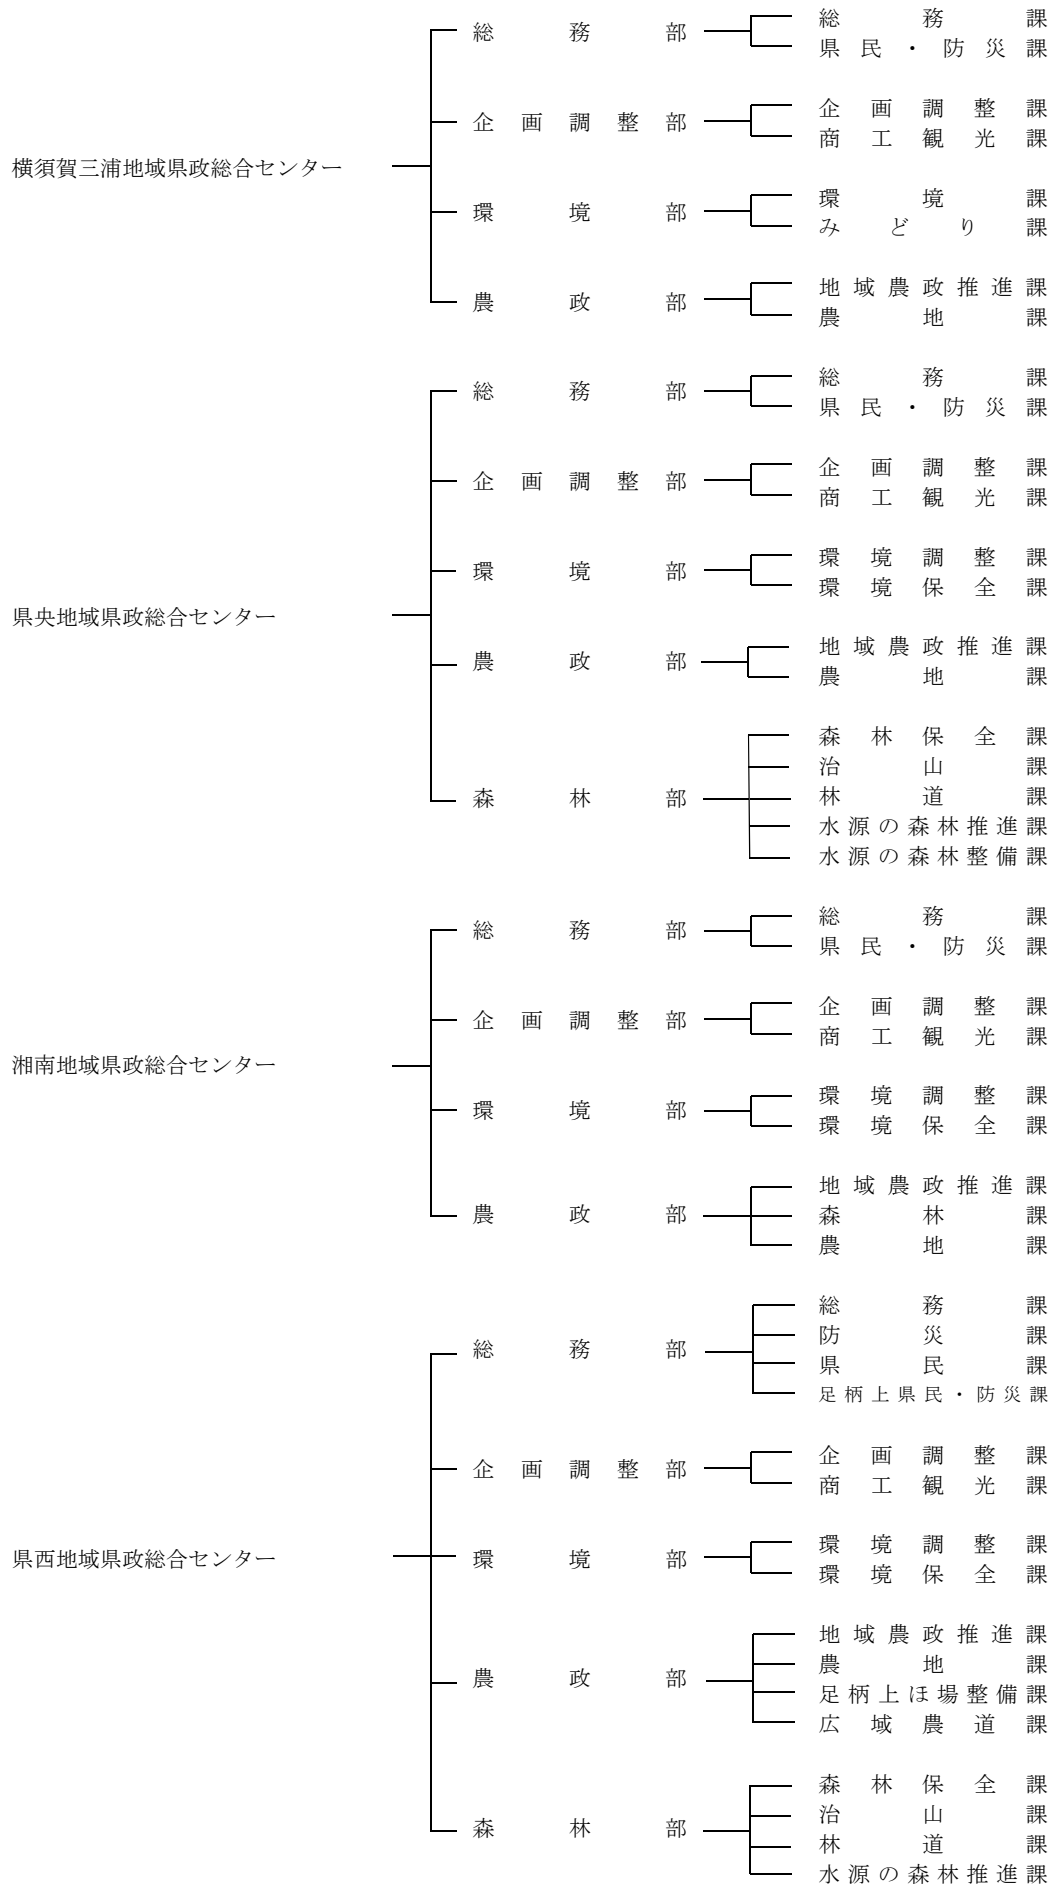 横須賀三浦地域県政総合センター
総務部
総務課
県民・防災課
企画調整部
企画調整課
商工観光課
環境部
環境課
みどり課
農政部
地域農政推進課
農地課
県央地域県政総合センター
総務部
総務課
県民・防災課
企画調整部
企画調整課
商工観光課
環境部
環境調整課
環境保全課
農政部
地域農政推進課
農地課
森林部
森林保全課
治山課
林道課
水源の森林推進課
水源の森林整備課
湘南地域県政総合センター
総務部
総務課
県民・防災課
企画調整部
企画調整課
商工観光課
環境部
環境調整課
環境保全課
農政部
地域農政推進課
森林課
農地課
県西地域県政総合センター
総務部
総務課
防災課
県民課
足柄上県民・防災課
企画調整部
企画調整課
商工観光課
環境部
環境調整課
環境保全課
農政部
地域農政推進課
農地課
足柄上ほ場整備課
広域農道課
森林部
森林保全課
治山課
林道課
水源の森林推進課